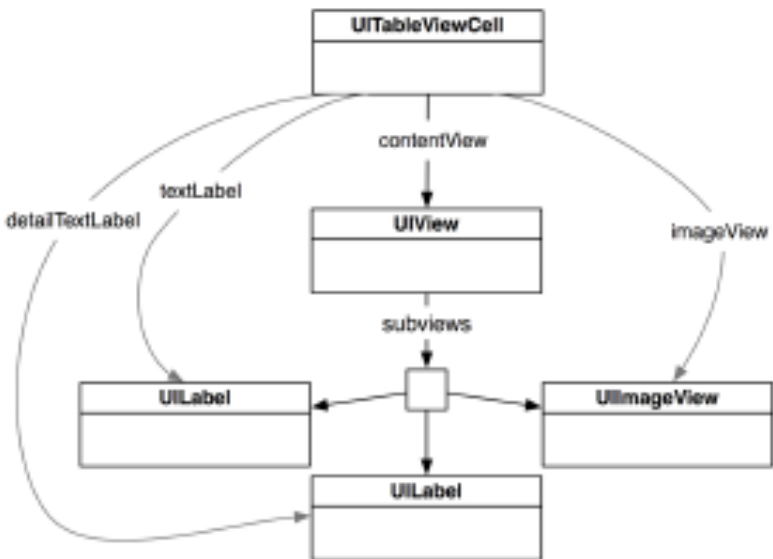 UITableViewCell
contentView
textLabel
detailTextLabel
UIView
imageView
subviews
UILabel
UIImageView
UILabel